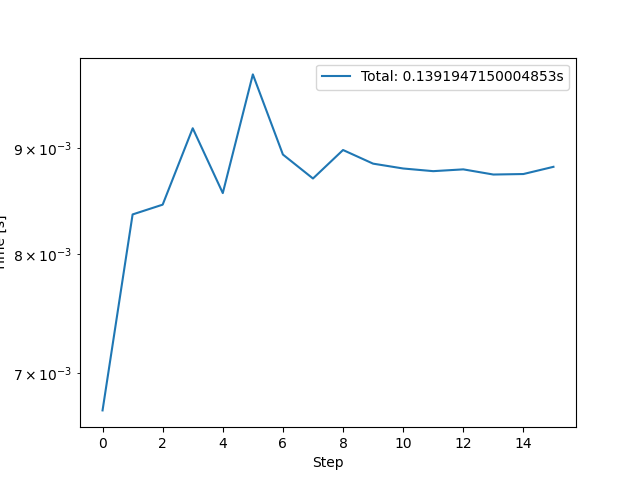 Total: 0.1391947150004853s
9 × 10⁻³
8 × 10⁻³
7 × 10⁻³
0 2 4 6 8 10 12 14
Step